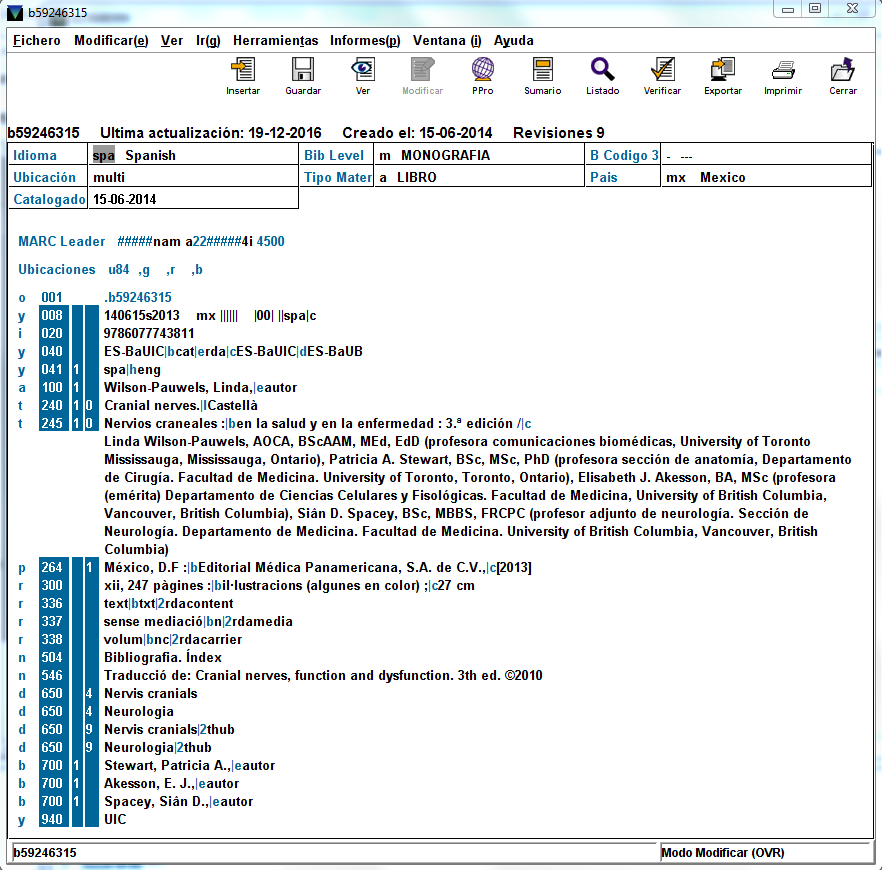 b59246315
Fichero Modificar(e) Ver Ir(g) Herramientas Informes(p) Ventana (i) Ayuda
Insertar Guardar Ver Modificar PPro Sumario Listado Verificar Exportar Imprimir Cerrar
b59246315 Ultima actualización: 19-12-2016 Creado el: 15-06-2014 Revisiones 9
Idioma spa Spanish Bib Level m MONOGRAFIA B Codigo 3 - ---
Ubicación multi Tipo Mater a LIBRO Pais mx Mexico
Catalogado 15-06-2014
MARC Leader #####nam a22#####4i 4500
Ubicaciones u84 ,g ,r ,b
o 001 .b59246315
y 008 140615s2013 mx |||||| |00| ||spa|c
i 020 9786077743811
y 040 ES-BaUIC|bcat|erda|cES-BaUIC|dES-BaUB
y 041 1 spa|heng
a 100 1 Wilson-Pauwels, Linda,|eautor
t 240 1 0 Cranial nerves.|lCastellà
t 245 1 0 Nervios craneales :|ben la salud y en la enfermedad : 3.ª edición /|c
Linda Wilson-Pauwels, AOCA, BScAAM, MEd, EdD (profesora comunicaciones biomédicas, University of Toronto
Mississauga, Mississauga, Ontario), Patricia A. Stewart, BSc, MSc, PhD (profesora sección de anatomía, Departamento
de Cirugía. Facultad de Medicina. University of Toronto, Toronto, Ontario), Elisabeth J. Akesson, BA, MSc (profesora
(emérita) Departamento de Ciencias Celulares y Fisológicas. Facultad de Medicina, University of British Columbia,
Vancouver, British Columbia), Siân D. Spacey, BSc, MBBS, FRCPC (profesor adjunto de neurología. Sección de
Neurología. Departamento de Medicina. Facultad de Medicina. University of British Columbia, Vancouver, British
Columbia)
p 264 1 México, D.F :|bEditorial Médica Panamericana, S.A. de C.V.,|c[2013]
r 300 xii, 247 pàgines :|bil·lustracions (algunes en color) ;|c27 cm
r 336 text|btxt|2rdacontent
r 337 sense mediació|bn|2rdamedia
r 338 volum|bnc|2rdacarrier
n 504 Bibliografia. Índex
n 546 Traducció de: Cranial nerves, function and dysfunction. 3th ed. ©2010
d 650 4 Nervis cranials
d 650 4 Neurologia
d 650 9 Nervis cranials|2thub
d 650 9 Neurologia|2thub
b 700 1 Stewart, Patricia A.,|eautor
b 700 1 Akesson, E. J.,|eautor
b 700 1 Spacey, Siân D.,|eautor
y 940 UIC
b59246315 Modo Modificar (OVR)